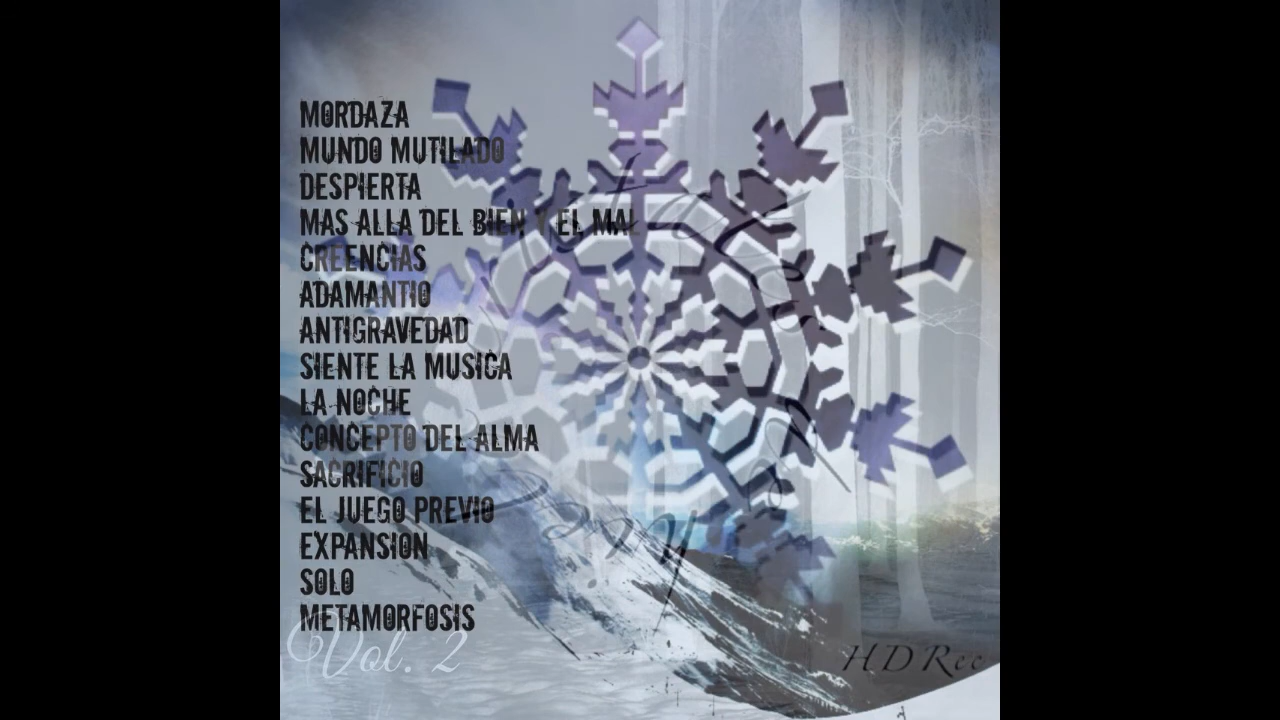 MORDAZA
MUNDO MUTILADO
DESPIERTA
MAS ALLA DEL BIEN Y EL MAL
CREENCIAS
ADAMANTIO
ANTIGRAVEDAD
SIENTE LA MUSICA
LA NOCHE
CONCEPTO DEL ALMA
SACRIFICIO
EL JUEGO PREVIO
EXPANSION
SOLO
METAMORFOSIS
Vol. 2
HD Rec